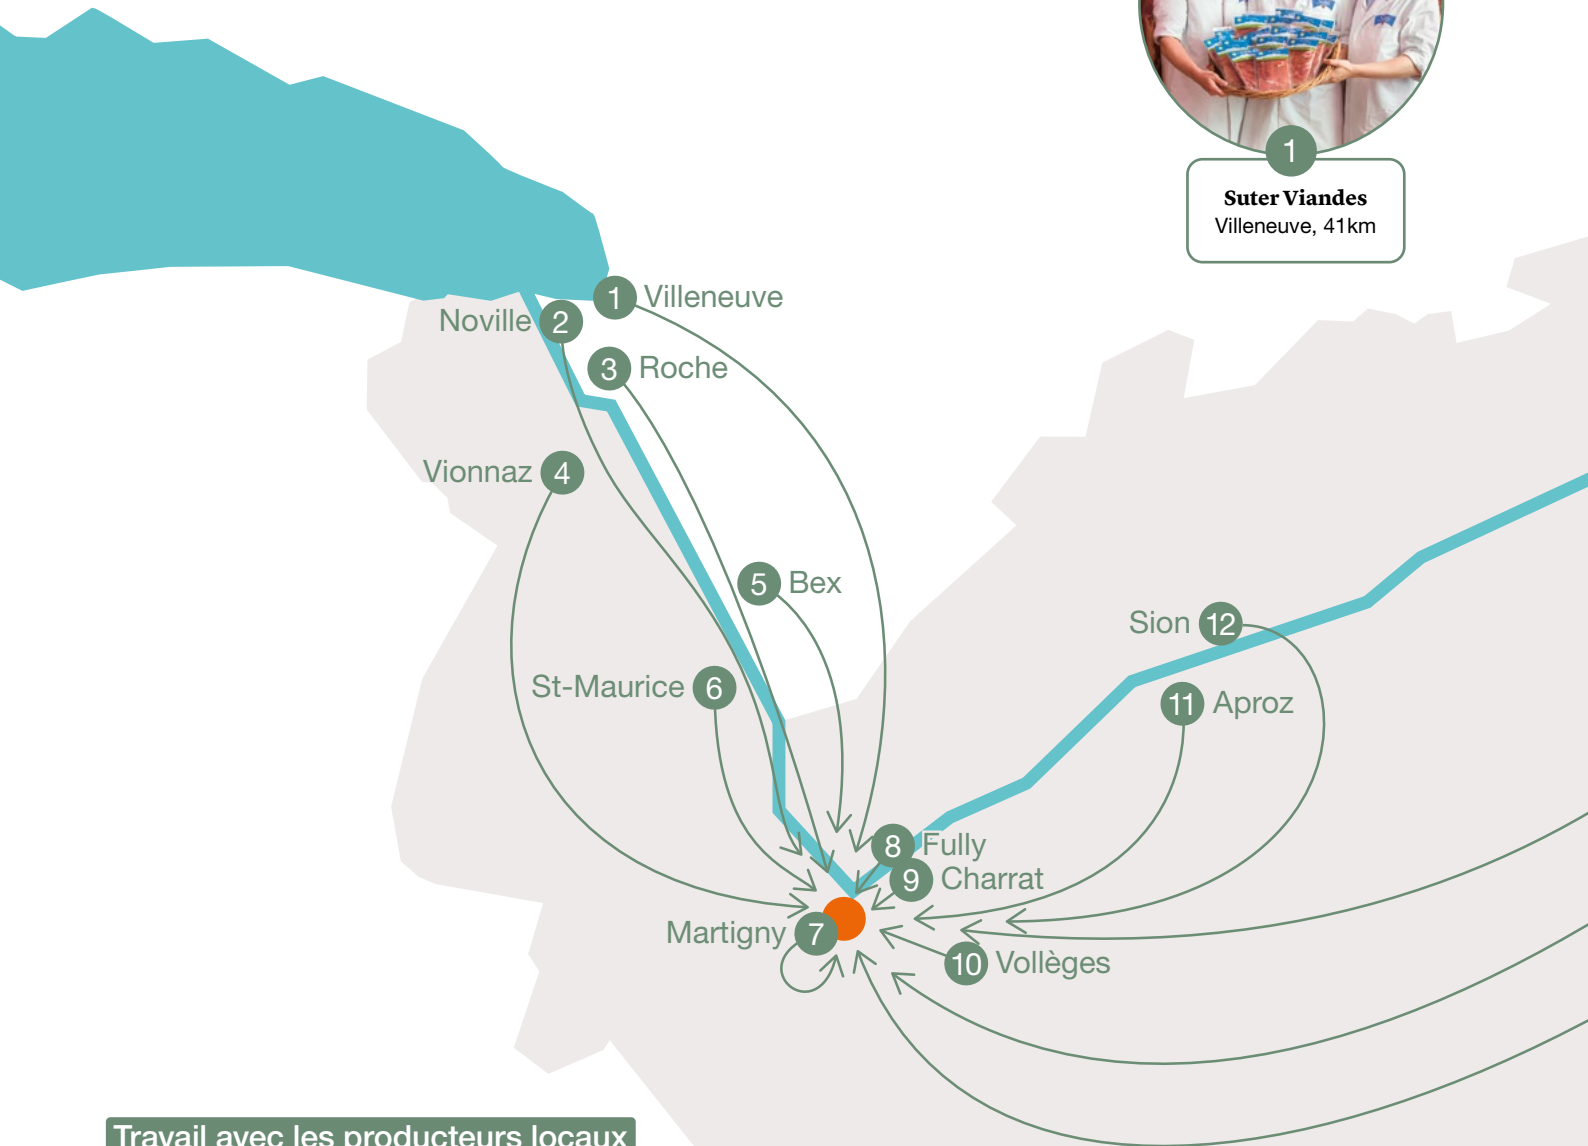 1
Suter Viandes
Villeneuve, 41km
1 Villeneuve
Noville 2
3 Roche
Vionnaz 4
5 Bex
Sion 12
St-Maurice 6
11 Aproz
8 Fully
9 Charrat
Martigny 7
10 Vollèges
Travail avec les producteurs locaux